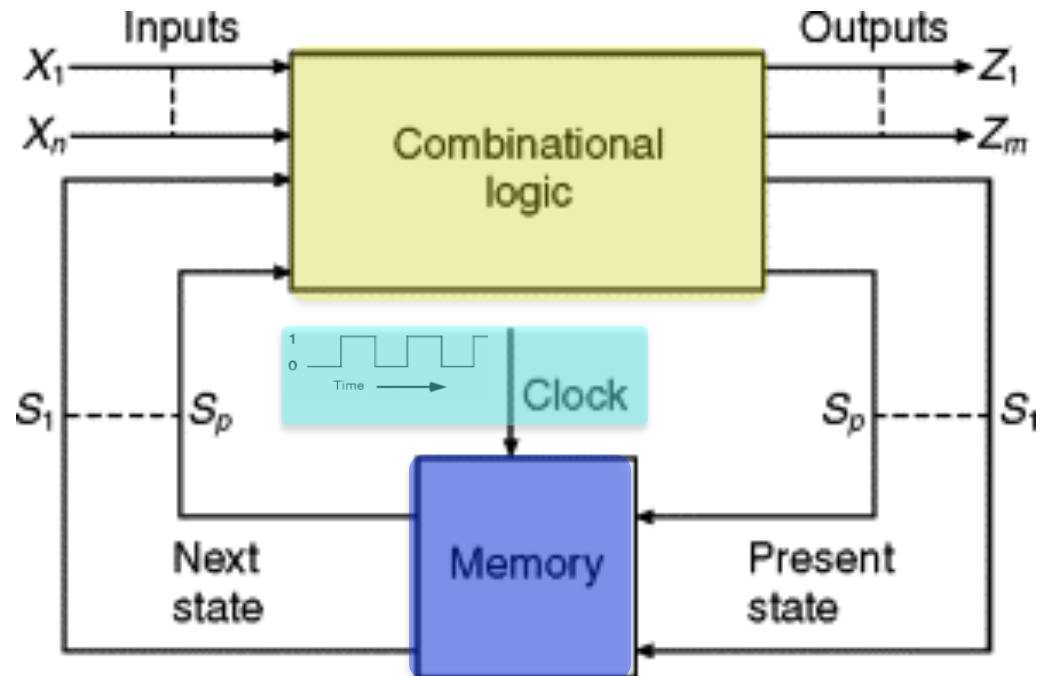 Inputs
Outputs
X1
Z1
Xn
Zm
Combinational
logic
1
0
Time
Clock
S1
Sp
Sp
S1
Memory
Next
state
Present
state